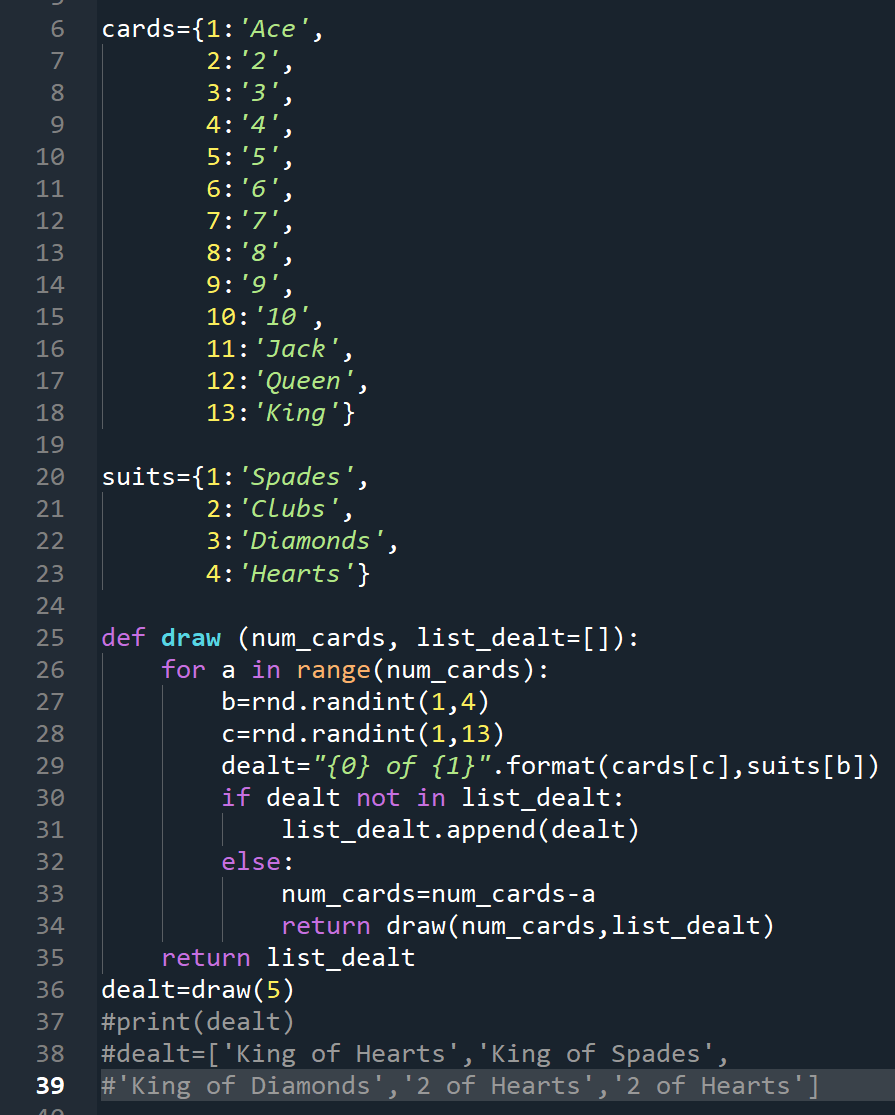 6 cards={1:'Ace',
7 2:'2',
8 3:'3',
9 4:'4',
10 5:'5',
11 6:'6',
12 7:'7',
13 8:'8',
14 9:'9',
15 10:'10',
16 11:'Jack',
17 12:'Queen',
18 13:'King'}
19
20 suits={1:'Spades',
21 2:'Clubs',
22 3:'Diamonds',
23 4:'Hearts'}
24
25 def draw (num_cards, list_dealt=[]):
26     for a in range(num_cards):
27         b=rnd.randint(1,4)
28         c=rnd.randint(1,13)
29         dealt="{0} of {1}".format(cards[c],suits[b])
30         if dealt not in list_dealt:
31             list_dealt.append(dealt)
32         else:
33             num_cards=num_cards-a
34             return draw(num_cards,list_dealt)
35     return list_dealt
36 dealt=draw(5)
37 #print(dealt)
38 #dealt=['King of Hearts','King of Spades',
39 #'King of Diamonds','2 of Hearts','2 of Hearts']